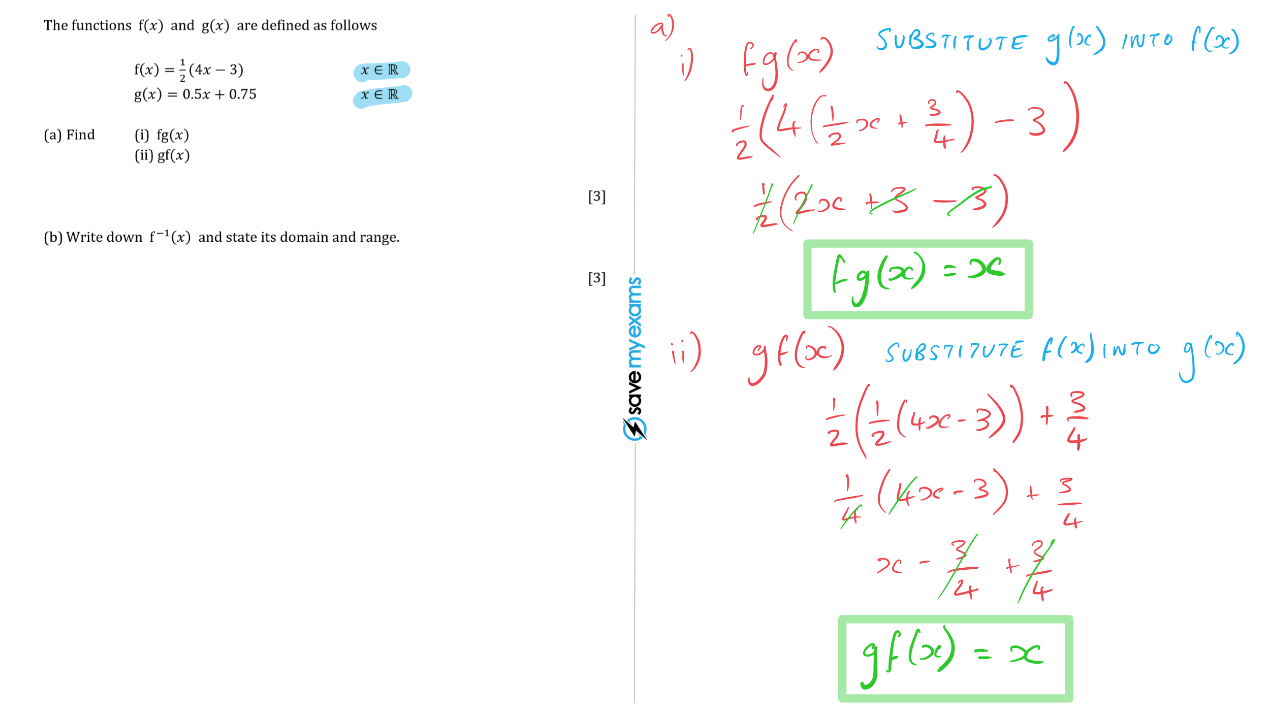 The functions f(x) and g(x) are defined as follows
f(x) = 1/2 (4x − 3) x ∈ ℝ
g(x) = 0.5x + 0.75 x ∈ ℝ
(a) Find (i) fg(x)
(ii) gf(x)
[3]
(b) Write down f⁻¹(x) and state its domain and range.
[3]
save my exams
a)
i) fg(x) SUBSTITUTE g(x) INTO f(x)
1/2 (4(1/2 x + 3/4) − 3)
1/2 (2x + 3 − 3)
fg(x) = x
ii) gf(x) SUBSTITUTE f(x) INTO g(x)
1/2 (1/2 (4x − 3)) + 3/4
1/4 (4x − 3) + 3/4
x − 3/4 + 3/4
gf(x) = x